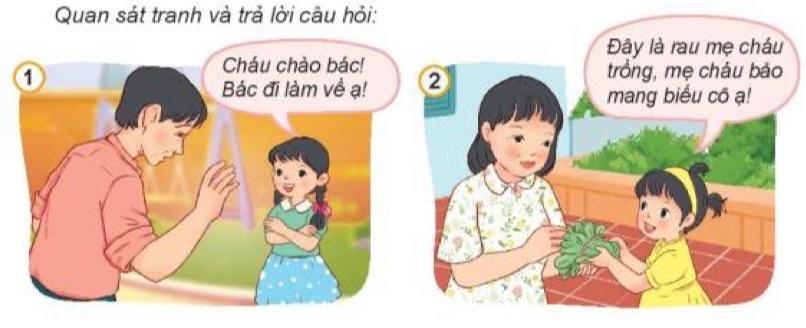 Quan sát tranh và trả lời câu hỏi:
1
Cháu chào bác!
Bác đi làm về ạ!
2
Đây là rau mẹ cháu
trồng, mẹ cháu bảo
mang biếu cô ạ!